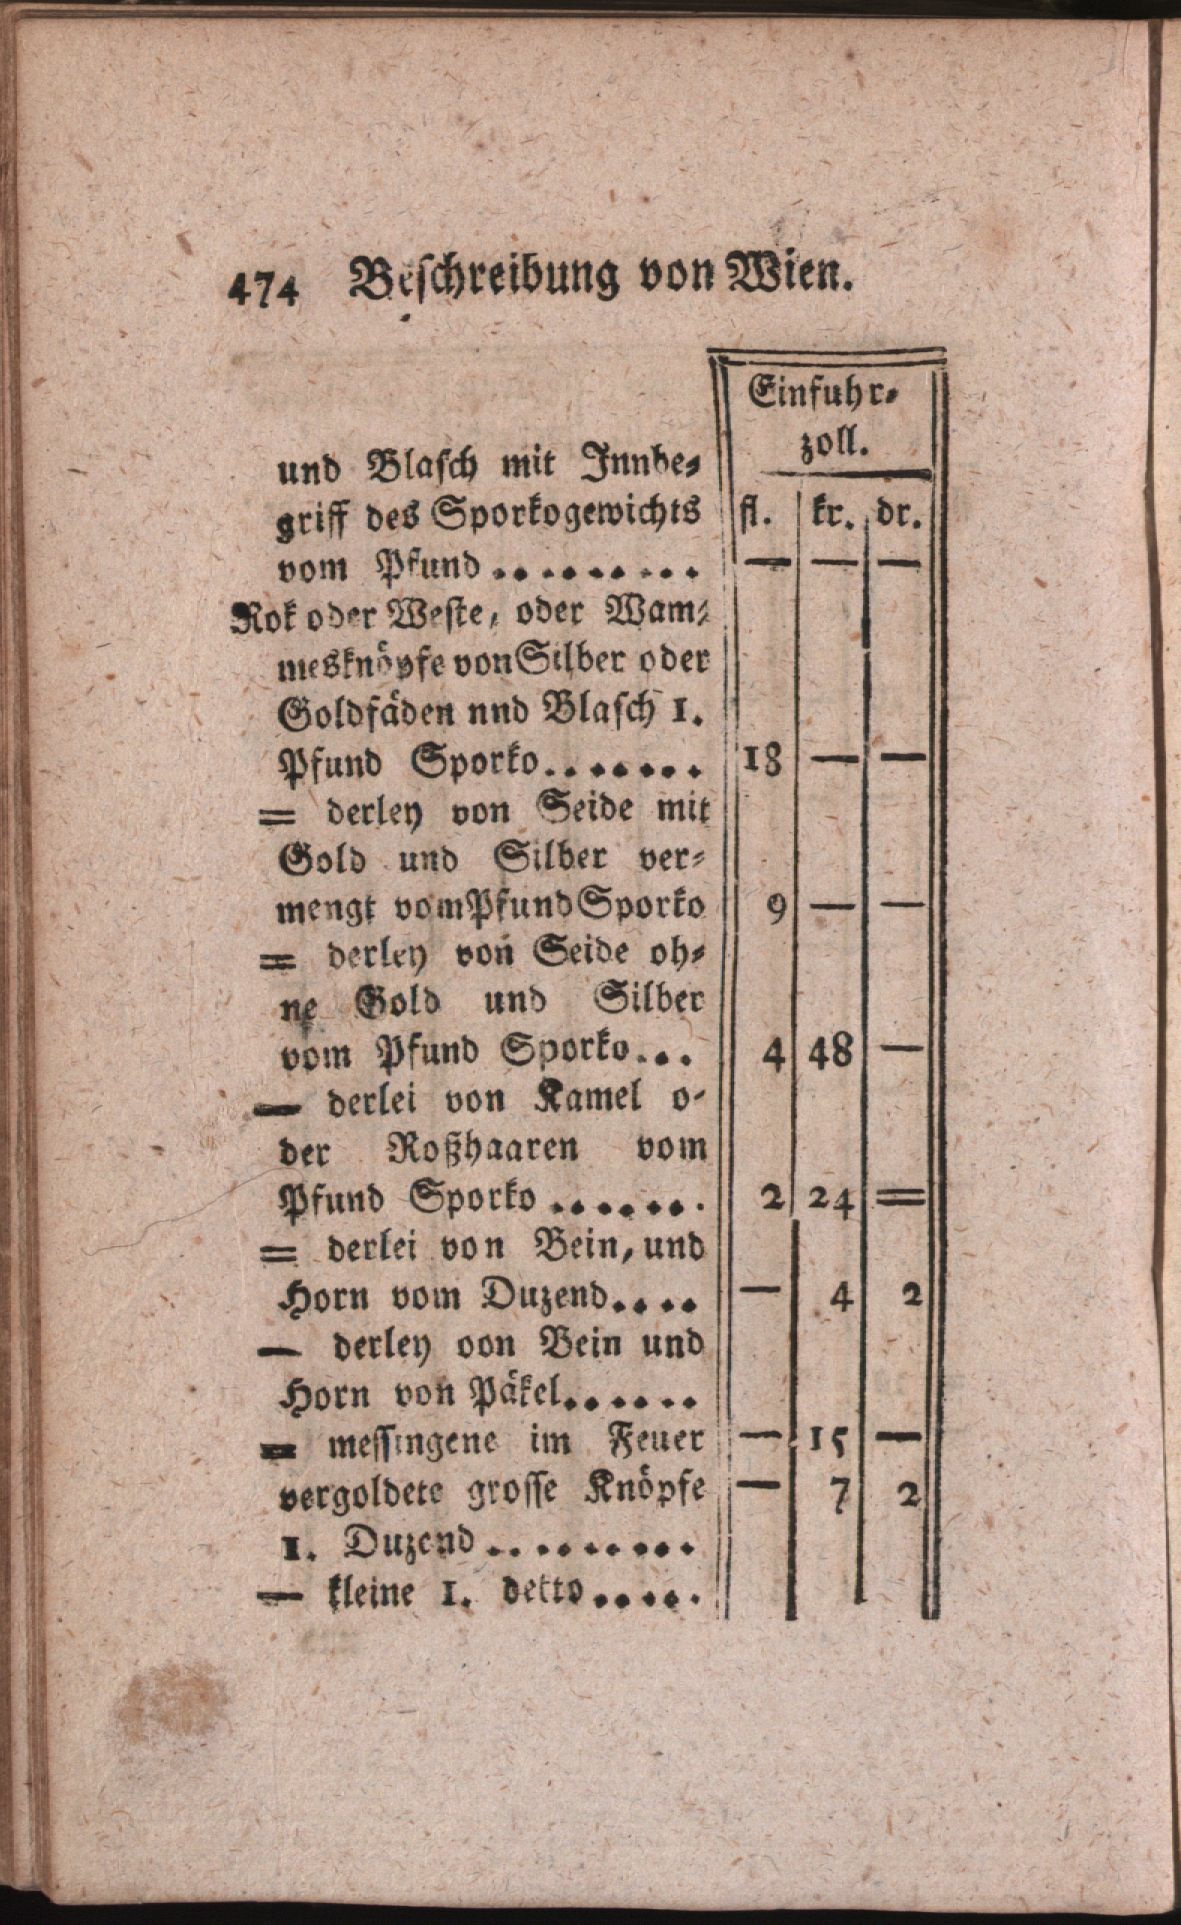 474 Beschreibung von Wien.
Einfuhr⸗
zoll.
und Blasch mit Innbe⸗
griff des Sporkogewichts fl. kr. dr.
vom Pfund......... — — —
Rok oder Weste, oder Wam⸗
mesknöpfe von Silber oder
Goldfäden nnd Blasch 1.
Pfund Sporko....... 18 — —
= derley von Seide mit
Gold und Silber ver⸗
mengt vom Pfund Sporko 9 — —
= derley von Seide oh⸗
ne Gold und Silber
vom Pfund Sporko... 4 48 —
— derlei von Kamel o⸗
der Roßhaaren vom
Pfund Sporko....... 2 24 =
= derlei von Bein, und
Horn vom Duzend.... — 4 2
— derley oon Bein und
Horn von Päkel......
= messingene im Feuer — 15 —
vergoldete grosse Knöpfe — 7 2
1. Duzend.........
— kleine 1. detto.....